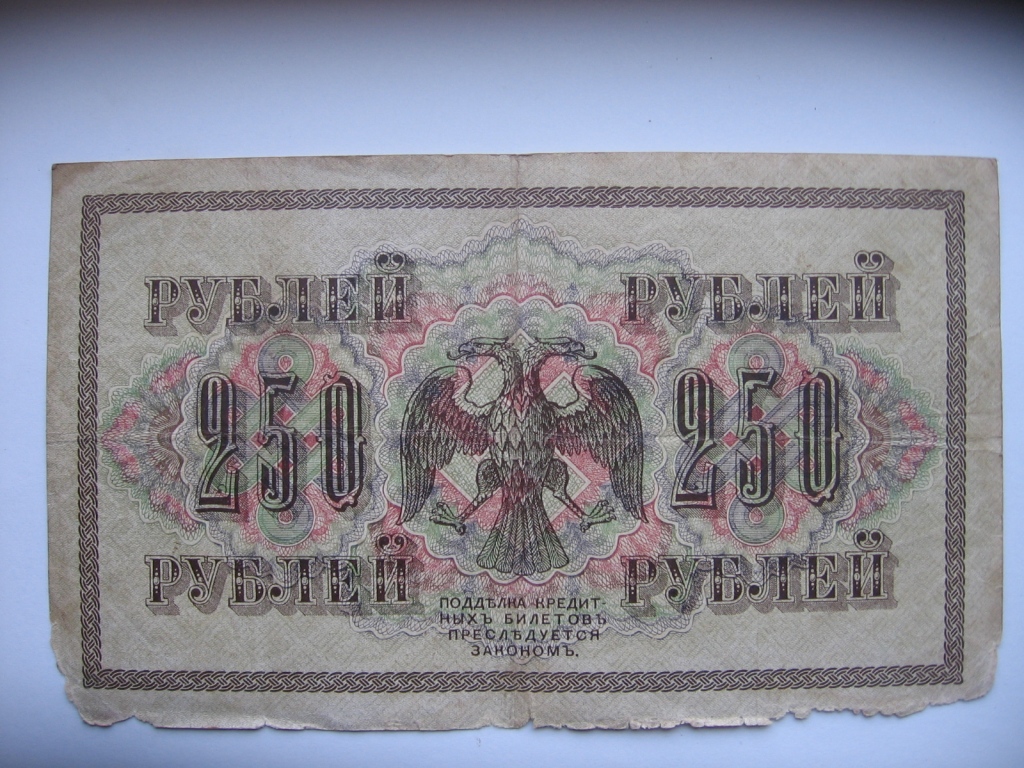 РУБЛЕЙ РУБЛЕЙ
250 250
РУБЛЕЙ РУБЛЕЙ
ПОДДѢЛКА КРЕДИТ-
НЫХЪ БИЛЕТОВЪ
ПРЕСЛѢДУЕТСЯ
ЗАКОНОМЪ.